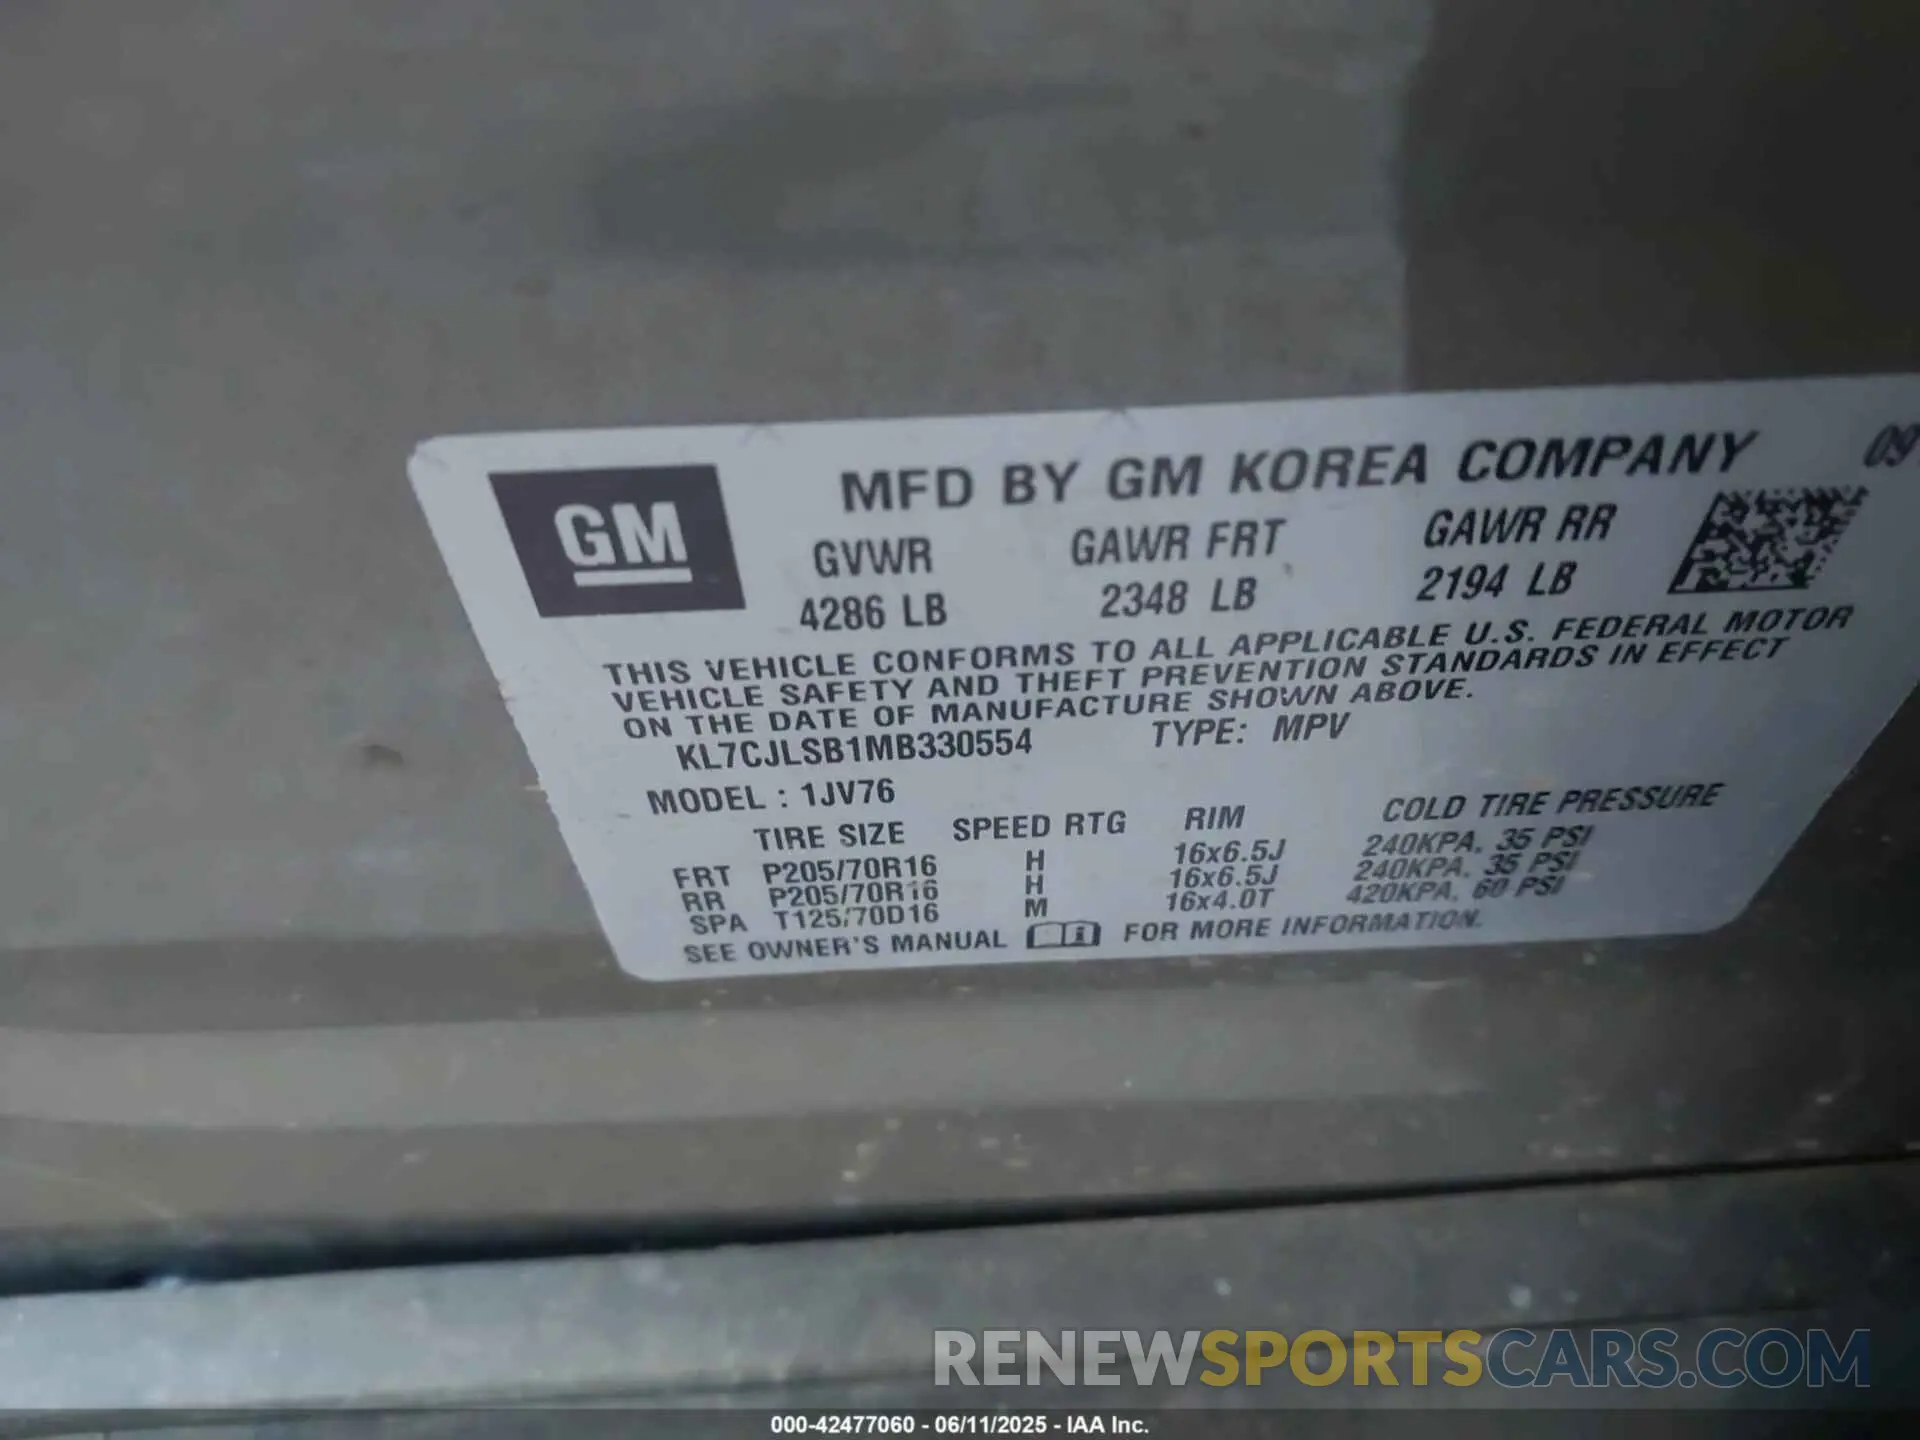 MFD BY GM KOREA COMPANY 09
GM
GVWR GAWR FRT GAWR RR
4286 LB 2348 LB 2194 LB
THIS VEHICLE CONFORMS TO ALL APPLICABLE U.S. FEDERAL MOTOR
VEHICLE SAFETY AND THEFT PREVENTION STANDARDS IN EFFECT
ON THE DATE OF MANUFACTURE SHOWN ABOVE.
KL7CJLSB1MB330554 TYPE: MPV
MODEL : 1JV76
TIRE SIZE SPEED RTG RIM COLD TIRE PRESSURE
FRT P205/70R16 H 16x6.5J 240KPA. 35 PSI
RR P205/70R16 H 16x6.5J 240KPA. 35 PSI
SPA T125/70D16 M 16x4.0T 420KPA. 60 PSI
SEE OWNER'S MANUAL FOR MORE INFORMATION.
RENEWSPORTSCARS.COM
000-42477060 - 06/11/2025 - IAA Inc.